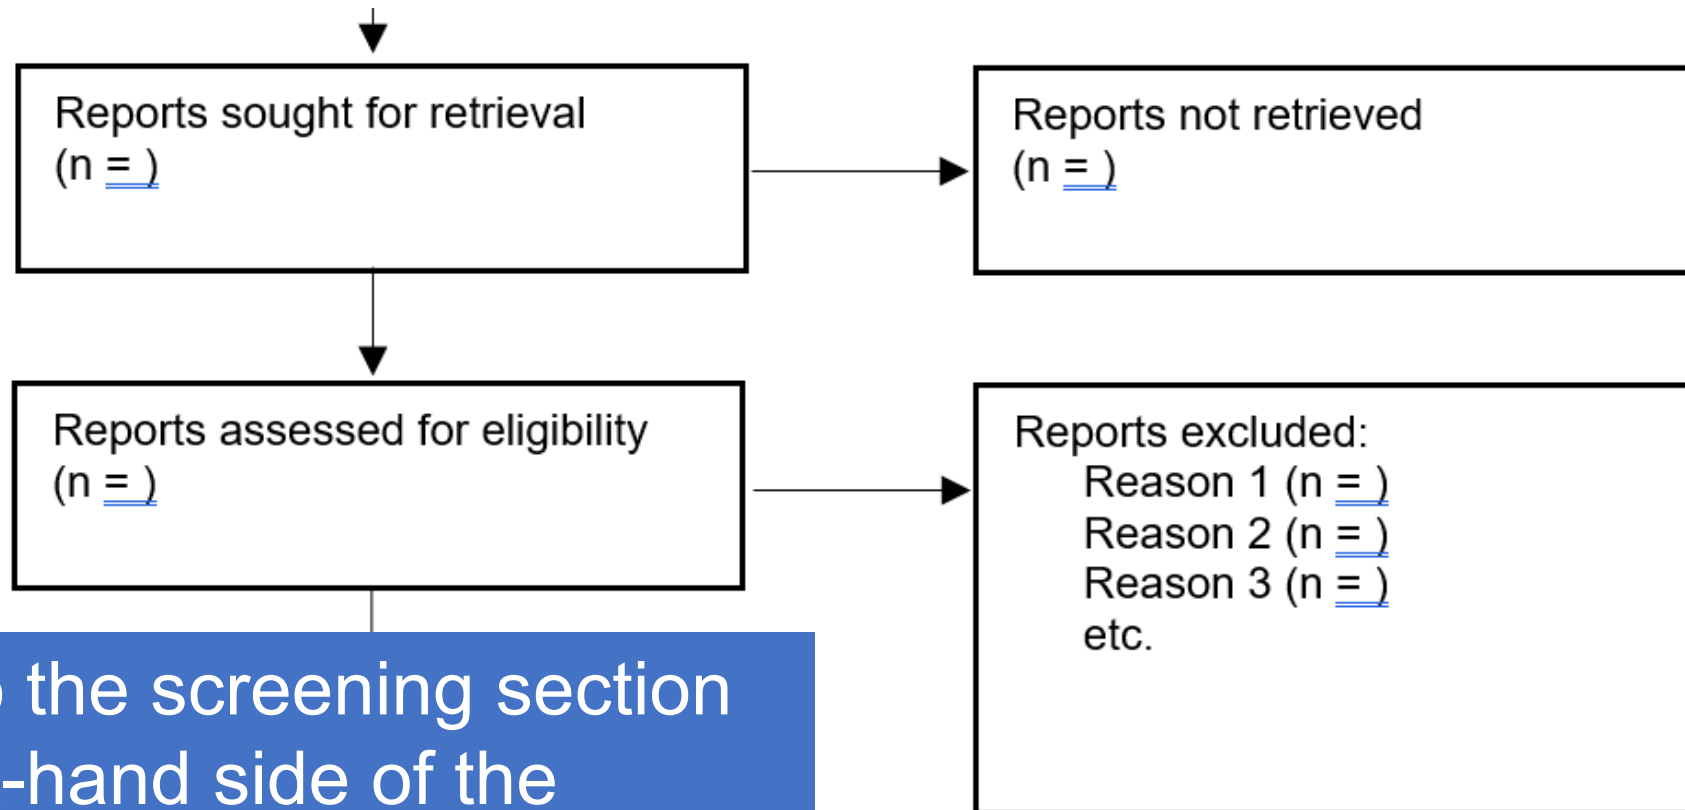 Reports sought for retrieval
(n = )
Reports not retrieved
(n = )
Reports assessed for eligibility
(n = )
Reports excluded:
Reason 1 (n = )
Reason 2 (n = )
Reason 3 (n = )
etc.
the screening section
-hand side of the